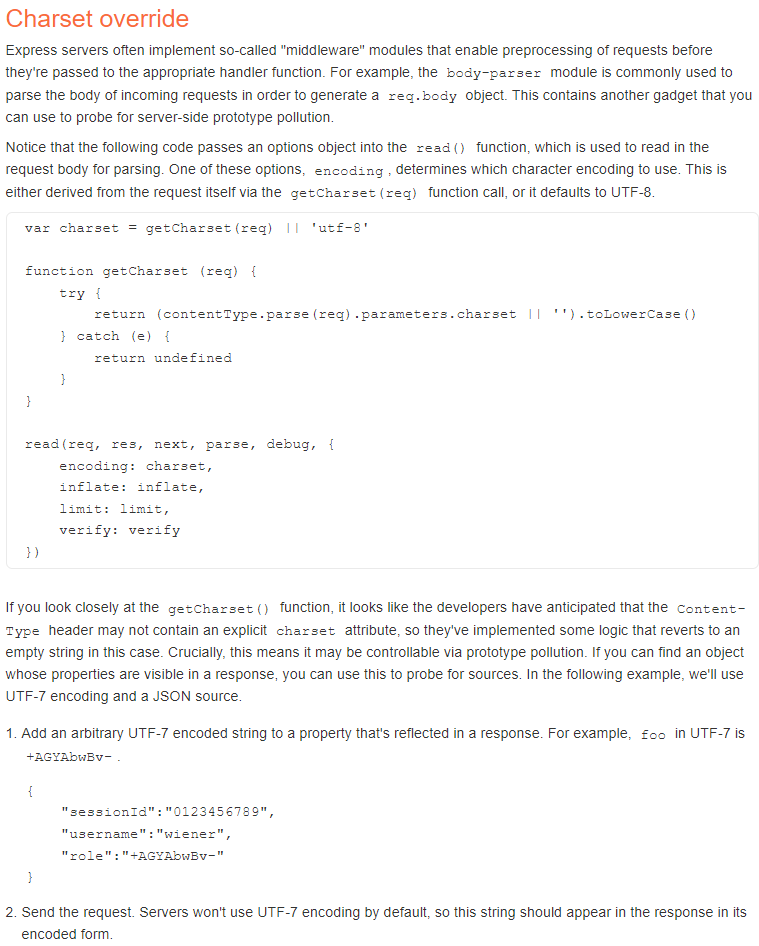 Charset override
Express servers often implement so-called "middleware" modules that enable preprocessing of requests before
they're passed to the appropriate handler function. For example, the body-parser module is commonly used to
parse the body of incoming requests in order to generate a req.body object. This contains another gadget that you
can use to probe for server-side prototype pollution.
Notice that the following code passes an options object into the read() function, which is used to read in the
request body for parsing. One of these options, encoding , determines which character encoding to use. This is
either derived from the request itself via the getCharset(req) function call, or it defaults to UTF-8.
var charset = getCharset(req) || 'utf-8'
function getCharset (req) {
    try {
        return (contentType.parse(req).parameters.charset || '').toLowerCase()
    } catch (e) {
        return undefined
    }
}
read(req, res, next, parse, debug, {
    encoding: charset,
    inflate: inflate,
    limit: limit,
    verify: verify
})
If you look closely at the getCharset() function, it looks like the developers have anticipated that the Content-
Type header may not contain an explicit charset attribute, so they've implemented some logic that reverts to an
empty string in this case. Crucially, this means it may be controllable via prototype pollution. If you can find an object
whose properties are visible in a response, you can use this to probe for sources. In the following example, we'll use
UTF-7 encoding and a JSON source.
1. Add an arbitrary UTF-7 encoded string to a property that's reflected in a response. For example, foo in UTF-7 is
+AGYAbwBv- .
{
    "sessionId":"0123456789",
    "username":"wiener",
    "role":"+AGYAbwBv-"
}
2. Send the request. Servers won't use UTF-7 encoding by default, so this string should appear in the response in its
encoded form.